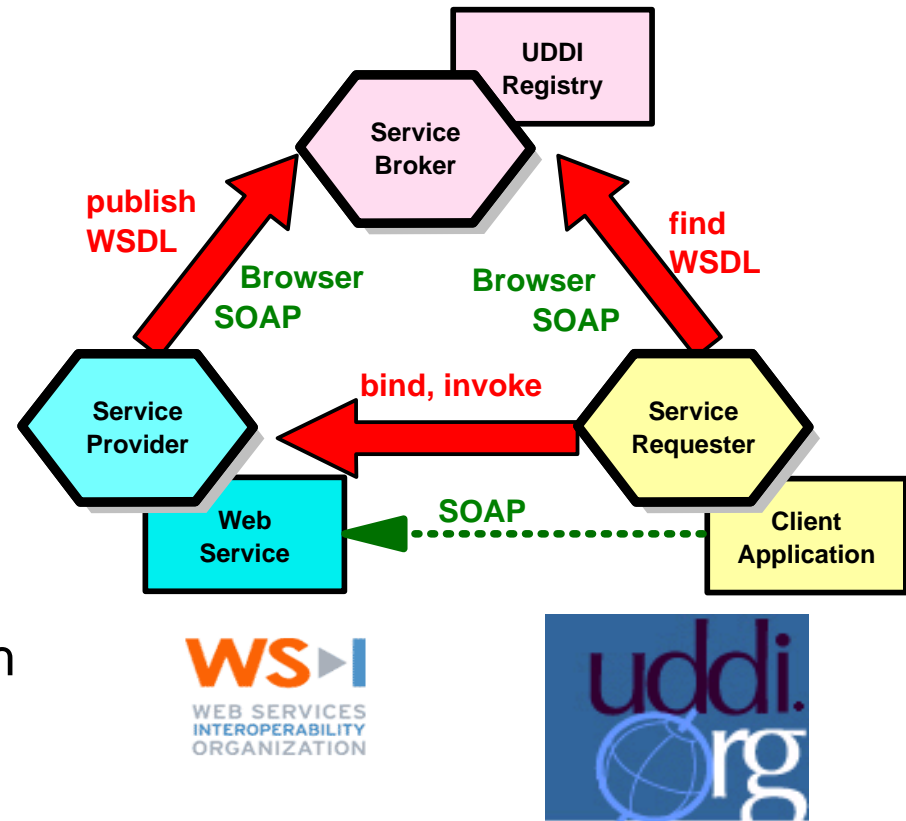 UDDI
Registry
Service
Broker
publish
WSDL
find
WSDL
Browser
SOAP
Browser
SOAP
bind, invoke
Service
Provider
Service
Requester
Web
Service
SOAP
Client
Application
n
WS I
WEB SERVICES
INTEROPERABILITY
ORGANIZATION
uddi.
org